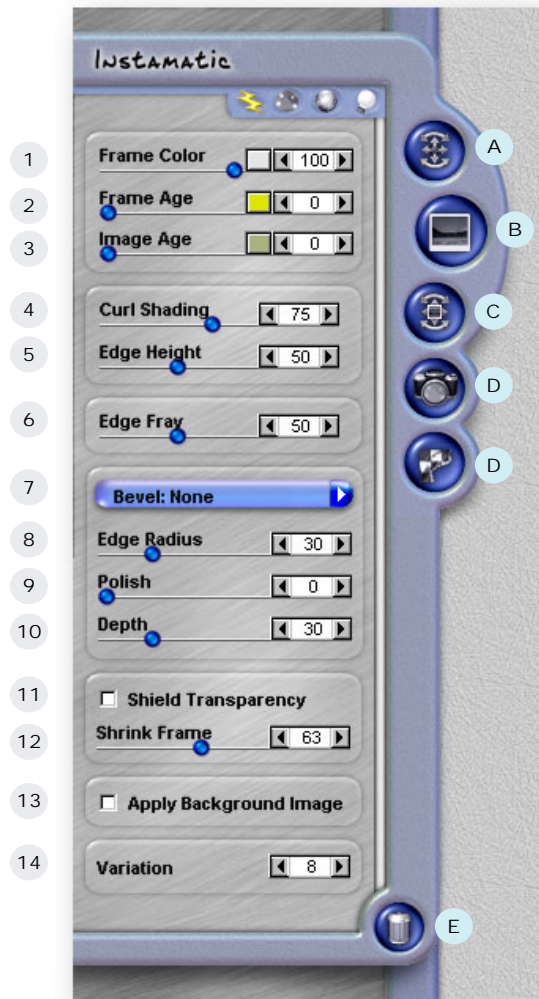 Instamatic
1 Frame Color 100 A
2 Frame Age 0 B
3 Image Age 0
4 Curl Shading 75 C
5 Edge Height 50 D
6 Edge Fray 50 D
7 Bevel: None
8 Edge Radius 30
9 Polish 0
10 Depth 30
11 Shield Transparency
12 Shrink Frame 63
13 Apply Background Image
14 Variation 8
E